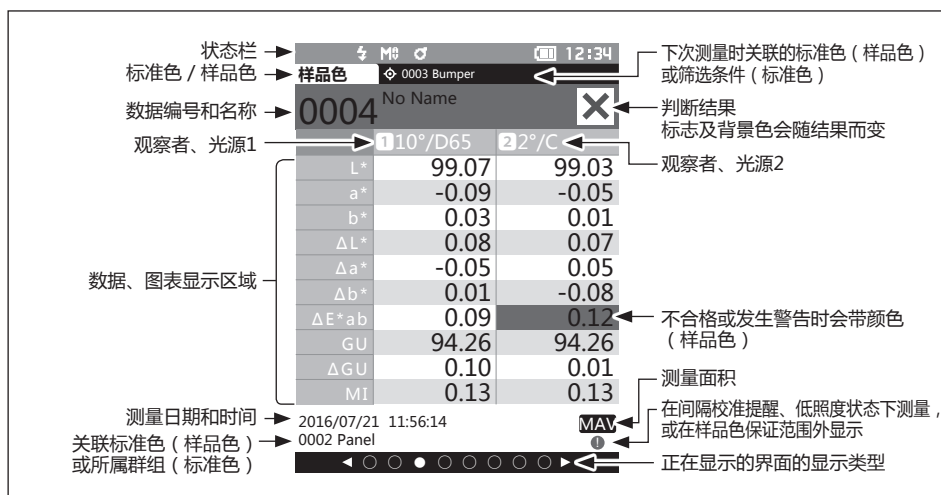 状态栏
标准色 / 样品色
数据编号和名称
观察者、光源1
数据、图表显示区域
测量日期和时间
关联标准色 ( 样品色 )
或所属群组 ( 标准色 )
12:34
样品色 0003 Bumper
0004 No Name
1 10°/D65 2 2°/C
L* 99.07 99.03
a* -0.09 -0.05
b* 0.03 0.01
ΔL* 0.08 0.07
Δa* -0.05 0.05
Δb* 0.01 -0.08
ΔE*ab 0.09 0.12
GU 94.26 94.26
ΔGU 0.10 0.01
MI 0.13 0.13
2016/07/21 11:56:14
MAV
0002 Panel
下次测量时关联的标准色 ( 样品色 )
或筛选条件 ( 标准色 )
判断结果
标志及背景色会随结果而变
观察者、光源2
不合格或发生警告时会带颜色
( 样品色 )
测量面积
在间隔校准提醒、低照度状态下测量 ,
或在样品色保证范围外显示
正在显示的界面的显示类型